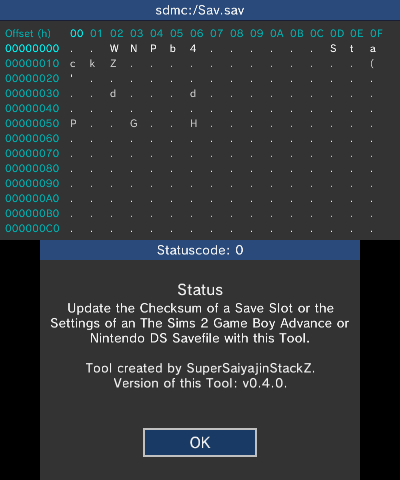 sdmc:/Sav.sav
Offset (h) 00 01 02 03 04 05 06 07 08 09 0A 0B 0C 0D 0E 0F
00000000 . . W N P b 4 . . . . . . S t a
00000010 c k Z . . . . . . . . . . . . (
00000020 ' . . . . . . . . . . . . . . .
00000030 . . d . . . d . . . . . . . . .
00000040 . . . . . . . . . . . . . . . .
00000050 P . . G . . H . . . . . . . . .
00000060 . . . . . . . . . . . . . . . .
00000070 . . . . . . . . . . . . . . . .
00000080 . . . . . . . . . . . . . . . .
00000090 . . . . . . . . . . . . . . . .
000000A0 . . . . . . . . . . . . . . . .
000000B0 . . . . . . . . . . . . . . . .
000000C0 . . . . . . . . . . . . . . . .
Statuscode: 0
Status
Update the Checksum of a Save Slot or the
Settings of an The Sims 2 Game Boy Advance or
Nintendo DS Savefile with this Tool.
Tool created by SuperSaiyajinStackZ.
Version of this Tool: v0.4.0.
OK